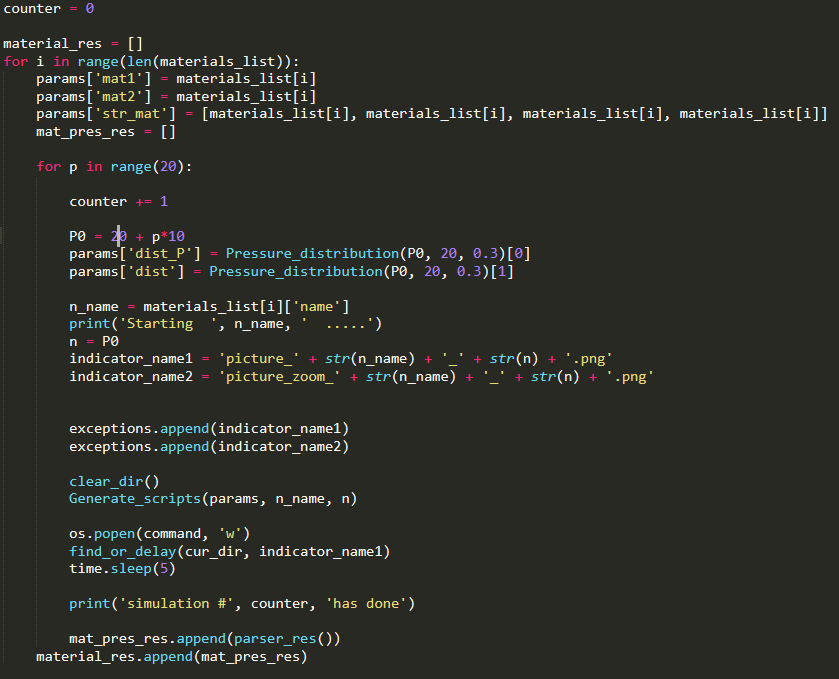 counter = 0
material_res = []
for i in range(len(materials_list)):
    params['mat1'] = materials_list[i]
    params['mat2'] = materials_list[i]
    params['str_mat'] = [materials_list[i], materials_list[i], materials_list[i], materials_list[i]]
    mat_pres_res = []
    for p in range(20):
        counter += 1
        P0 = 20 + p*10
        params['dist_P'] = Pressure_distribution(P0, 20, 0.3)[0]
        params['dist'] = Pressure_distribution(P0, 20, 0.3)[1]
        n_name = materials_list[i]['name']
        print('Starting  ', n_name, '  .....')
        n = P0
        indicator_name1 = 'picture_' + str(n_name) + '_' + str(n) + '.png'
        indicator_name2 = 'picture_zoom_' + str(n_name) + '_' + str(n) + '.png'
        exceptions.append(indicator_name1)
        exceptions.append(indicator_name2)
        clear_dir()
        Generate_scripts(params, n_name, n)
        os.popen(command, 'w')
        find_or_delay(cur_dir, indicator_name1)
        time.sleep(5)
        print('simulation #', counter, 'has done')
        mat_pres_res.append(parser_res())
    material_res.append(mat_pres_res)